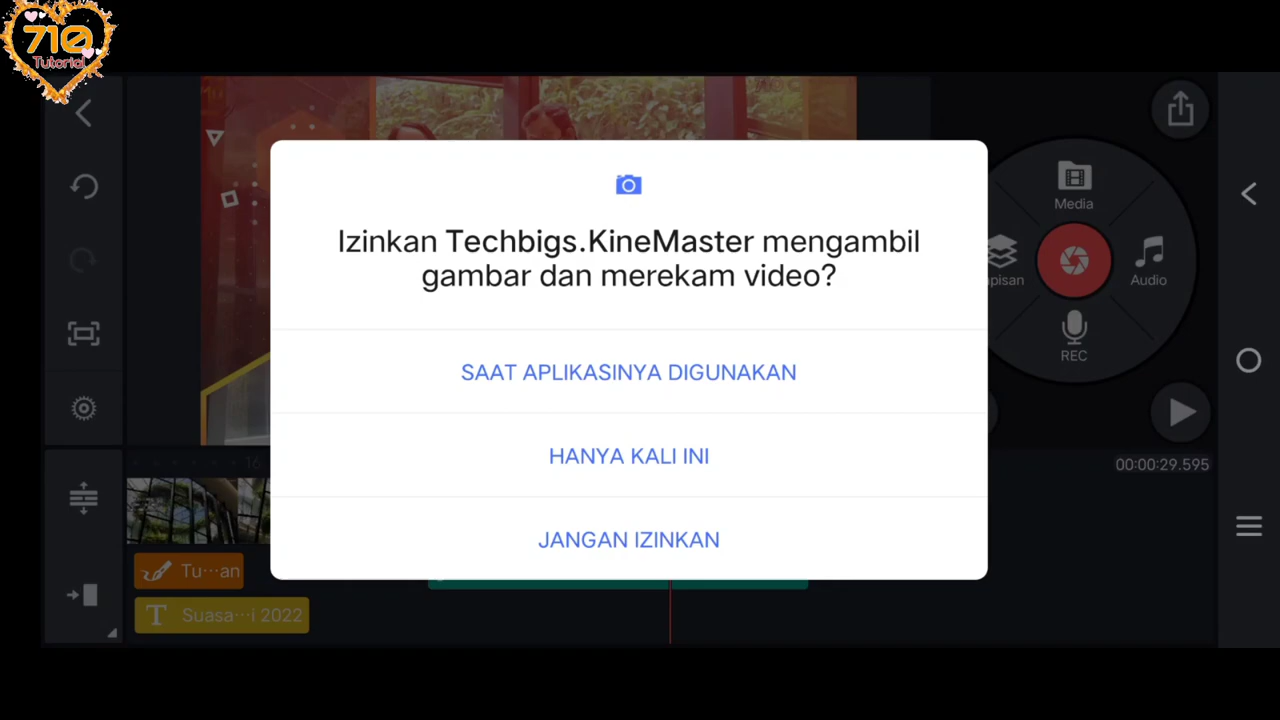 710
Tutorial
Media
Izinkan Techbigs.KineMaster mengambil
gambar dan merekam video?
Audio
REC
SAAT APLIKASINYA DIGUNAKAN
HANYA KALI INI
JANGAN IZINKAN
00:00:29.595
16
Tu···an
Suasa···i 2022